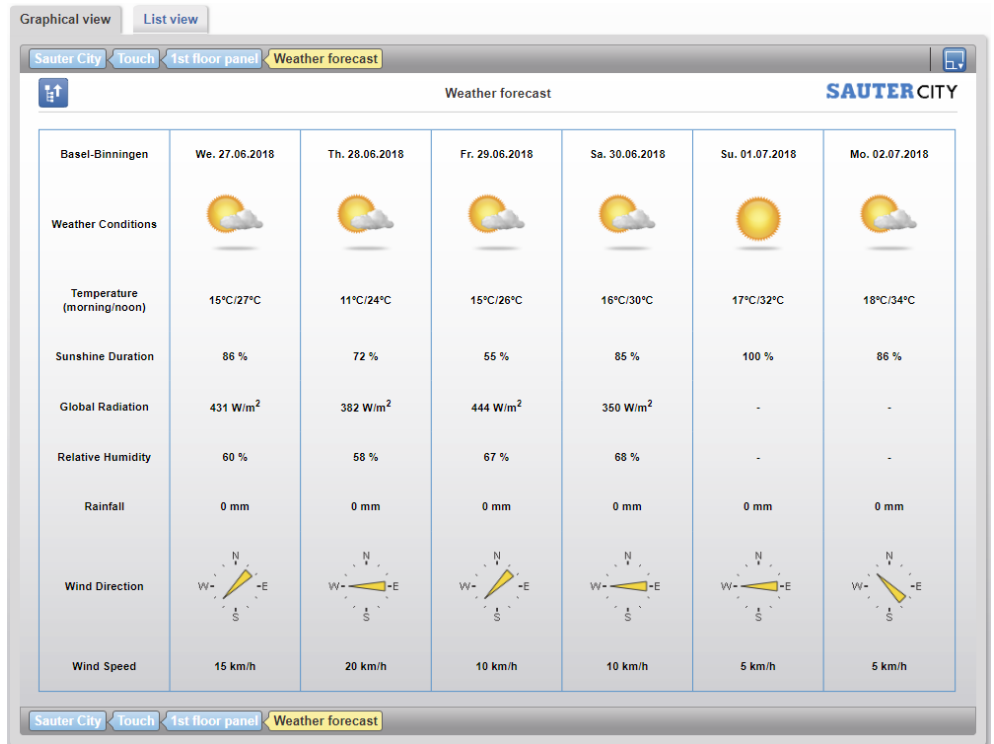 Graphical view List view
Sauter City Touch 1st floor panel Weather forecast
Weather forecast SAUTER CITY
Basel-Binningen We. 27.06.2018 Th. 28.06.2018 Fr. 29.06.2018 Sa. 30.06.2018 Su. 01.07.2018 Mo. 02.07.2018
Weather Conditions
Temperature
(morning/noon) 15°C/27°C 11°C/24°C 15°C/26°C 16°C/30°C 17°C/32°C 18°C/34°C
Sunshine Duration 86 % 72 % 55 % 85 % 100 % 86 %
Global Radiation 431 W/m² 382 W/m² 444 W/m² 350 W/m² - -
Relative Humidity 60 % 58 % 67 % 68 % - -
Rainfall 0 mm 0 mm 0 mm 0 mm 0 mm 0 mm
N N N N N N
Wind Direction W E W E W E W E W E W E
S S S S S S
Wind Speed 15 km/h 20 km/h 10 km/h 10 km/h 5 km/h 5 km/h
Sauter City Touch 1st floor panel Weather forecast